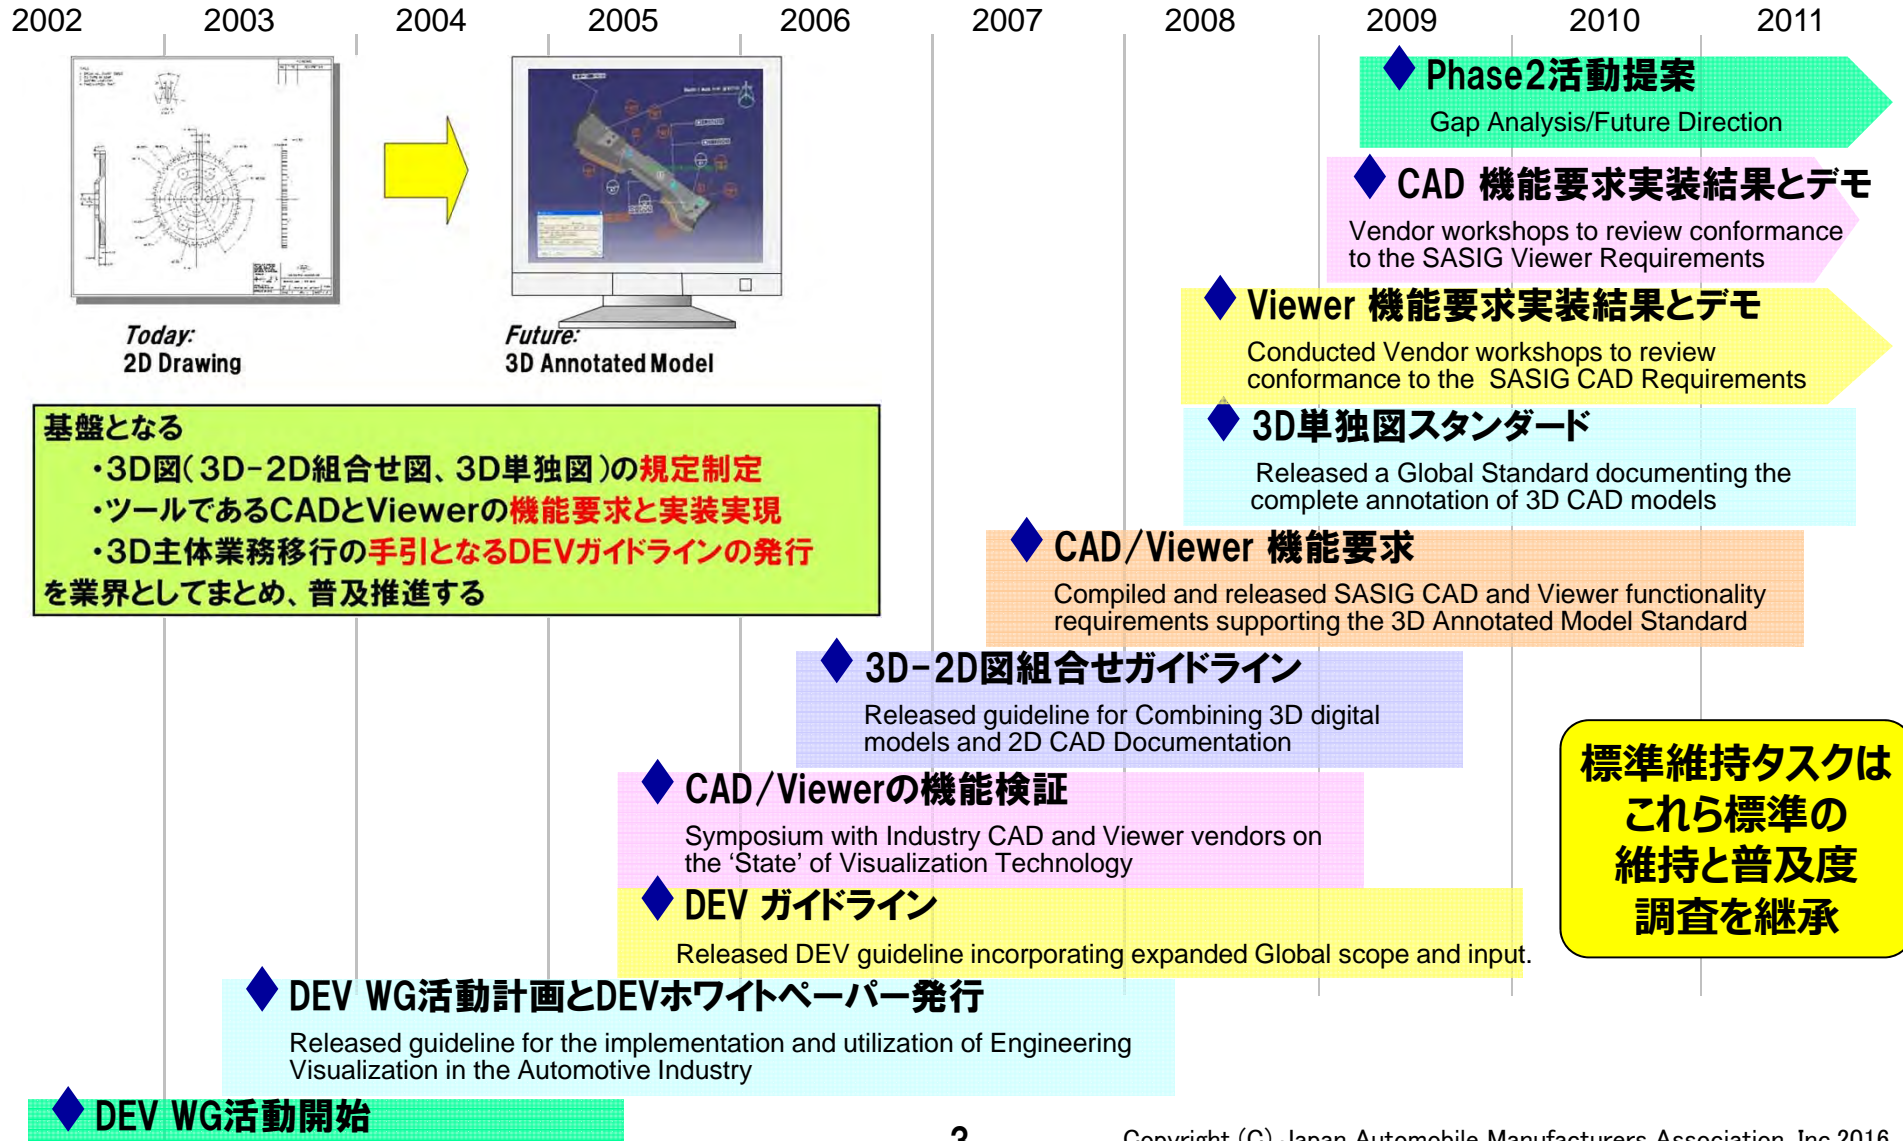 2002 2003 2004 2005 2006 2007 2008 2009 2010 2011
Today:
2D Drawing
Future:
3D Annotated Model
基盤となる
・3D図(3D-2D組合せ図、3D単独図)の規定制定
・ツールであるCADとViewerの機能要求と実装実現
・3D主体業務移行の手引となるDEVガイドラインの発行
を業界としてまとめ、普及推進する
Phase2活動提案
Gap Analysis/Future Direction
CAD 機能要求実装結果とデモ
Vendor workshops to review conformance
to the SASIG Viewer Requirements
Viewer 機能要求実装結果とデモ
Conducted Vendor workshops to review
conformance to the SASIG CAD Requirements
3D単独図スタンダード
Released a Global Standard documenting the
complete annotation of 3D CAD models
CAD/Viewer 機能要求
Compiled and released SASIG CAD and Viewer functionality
requirements supporting the 3D Annotated Model Standard
3D-2D図組合せガイドライン
Released guideline for Combining 3D digital
models and 2D CAD Documentation
CAD/Viewerの機能検証
Symposium with Industry CAD and Viewer vendors on
the ‘State’ of Visualization Technology
DEV ガイドライン
Released DEV guideline incorporating expanded Global scope and input.
DEV WG活動計画とDEVホワイトペーパー発行
Released guideline for the implementation and utilization of Engineering
Visualization in the Automotive Industry
DEV WG活動開始
標準維持タスクは
これら標準の
維持と普及度
調査を継承
3
Copyright (C) Japan Automobile Manufacturers Association, Inc 2016